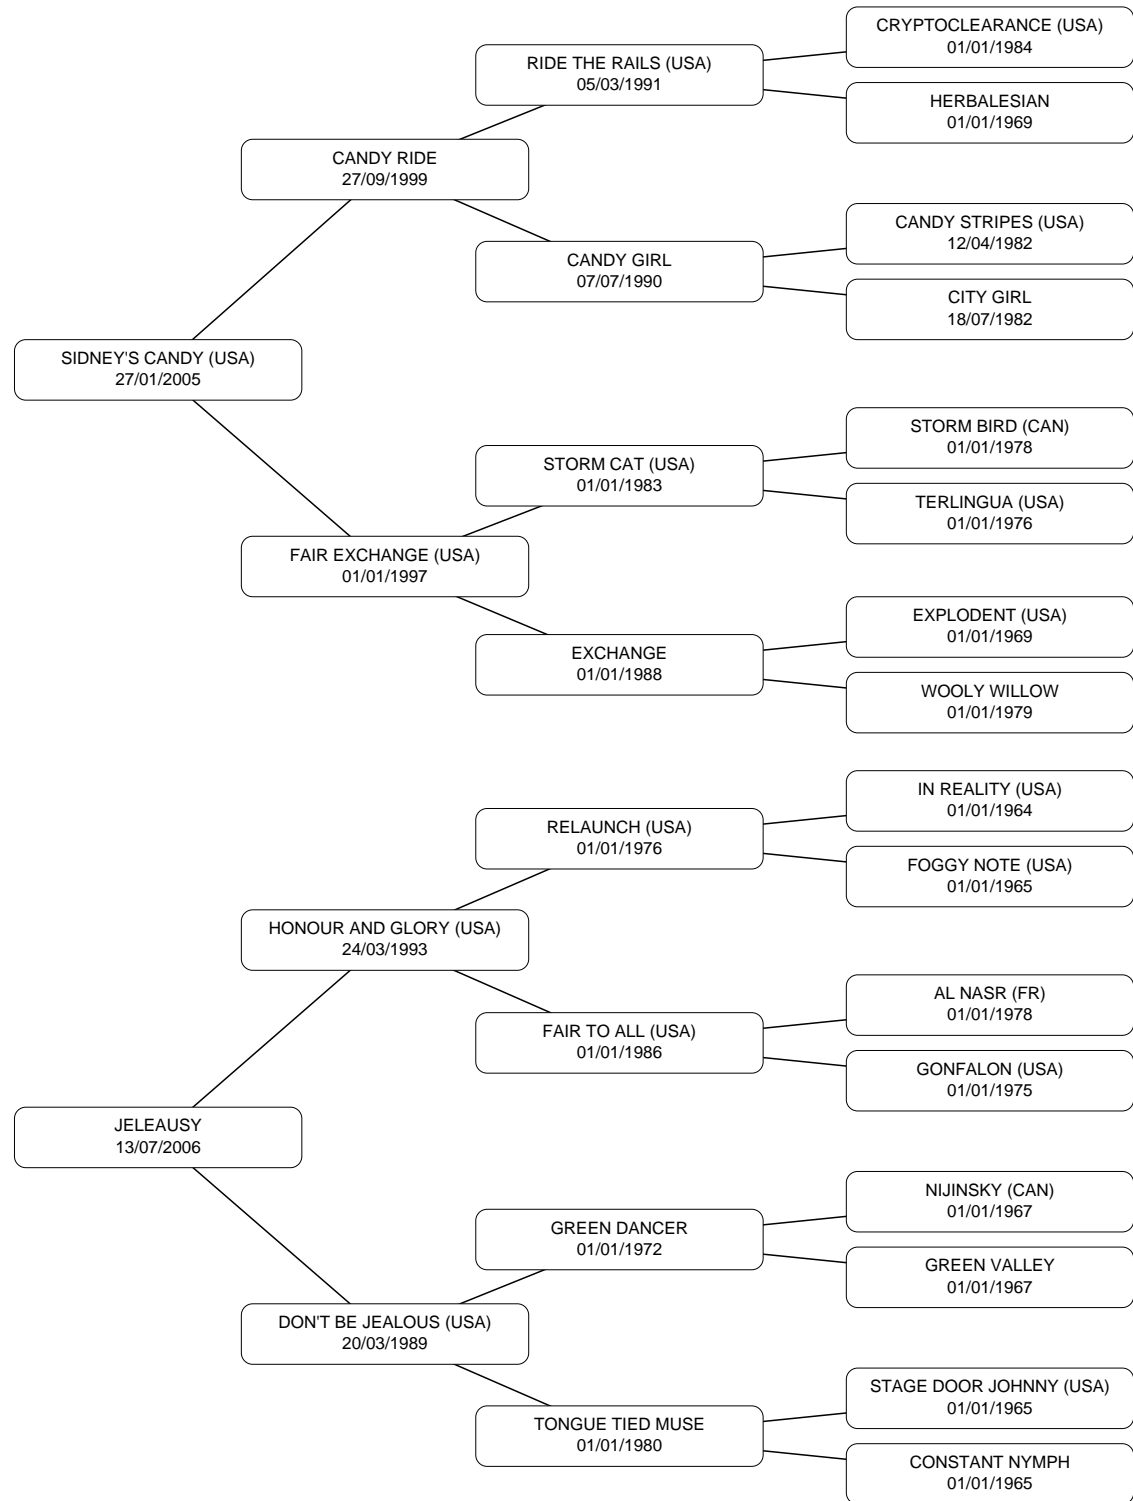 CRYPTOCLEARANCE (USA)
01/01/1984
RIDE THE RAILS (USA)
05/03/1991
HERBALESIAN
01/01/1969
CANDY RIDE
27/09/1999
CANDY STRIPES (USA)
12/04/1982
CANDY GIRL
07/07/1990
CITY GIRL
18/07/1982
SIDNEY'S CANDY (USA)
27/01/2005
STORM BIRD (CAN)
01/01/1978
STORM CAT (USA)
01/01/1983
TERLINGUA (USA)
01/01/1976
FAIR EXCHANGE (USA)
01/01/1997
EXPLODENT (USA)
01/01/1969
EXCHANGE
01/01/1988
WOOLY WILLOW
01/01/1979
IN REALITY (USA)
01/01/1964
RELAUNCH (USA)
01/01/1976
FOGGY NOTE (USA)
01/01/1965
HONOUR AND GLORY (USA)
24/03/1993
AL NASR (FR)
01/01/1978
FAIR TO ALL (USA)
01/01/1986
GONFALON (USA)
01/01/1975
JELEAUSY
13/07/2006
NIJINSKY (CAN)
01/01/1967
GREEN DANCER
01/01/1972
GREEN VALLEY
01/01/1967
DON'T BE JEALOUS (USA)
20/03/1989
STAGE DOOR JOHNNY (USA)
01/01/1965
TONGUE TIED MUSE
01/01/1980
CONSTANT NYMPH
01/01/1965